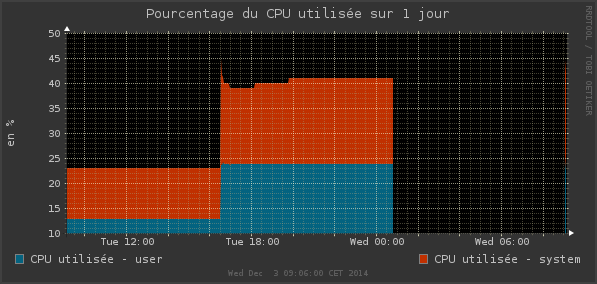 Pourcentage du CPU utilisée sur 1 jour
RRDTOOL / TOBI OETIKER
en %
50
45
40
35
30
25
20
15
10
Tue 12:00 Tue 18:00 Wed 00:00 Wed 06:00
CPU utilisée - user CPU utilisée - system
Wed Dec 3 09:06:00 CET 2014